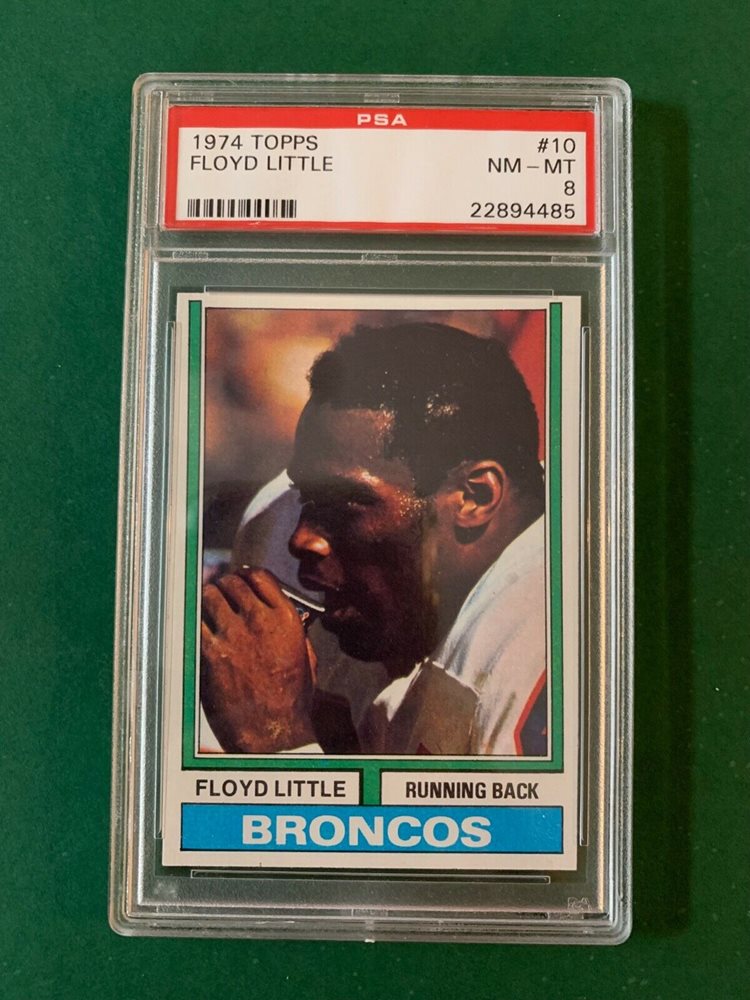 PSA
1974 TOPPS #10
FLOYD LITTLE NM-MT
8
22894485
FLOYD LITTLE RUNNING BACK
BRONCOS